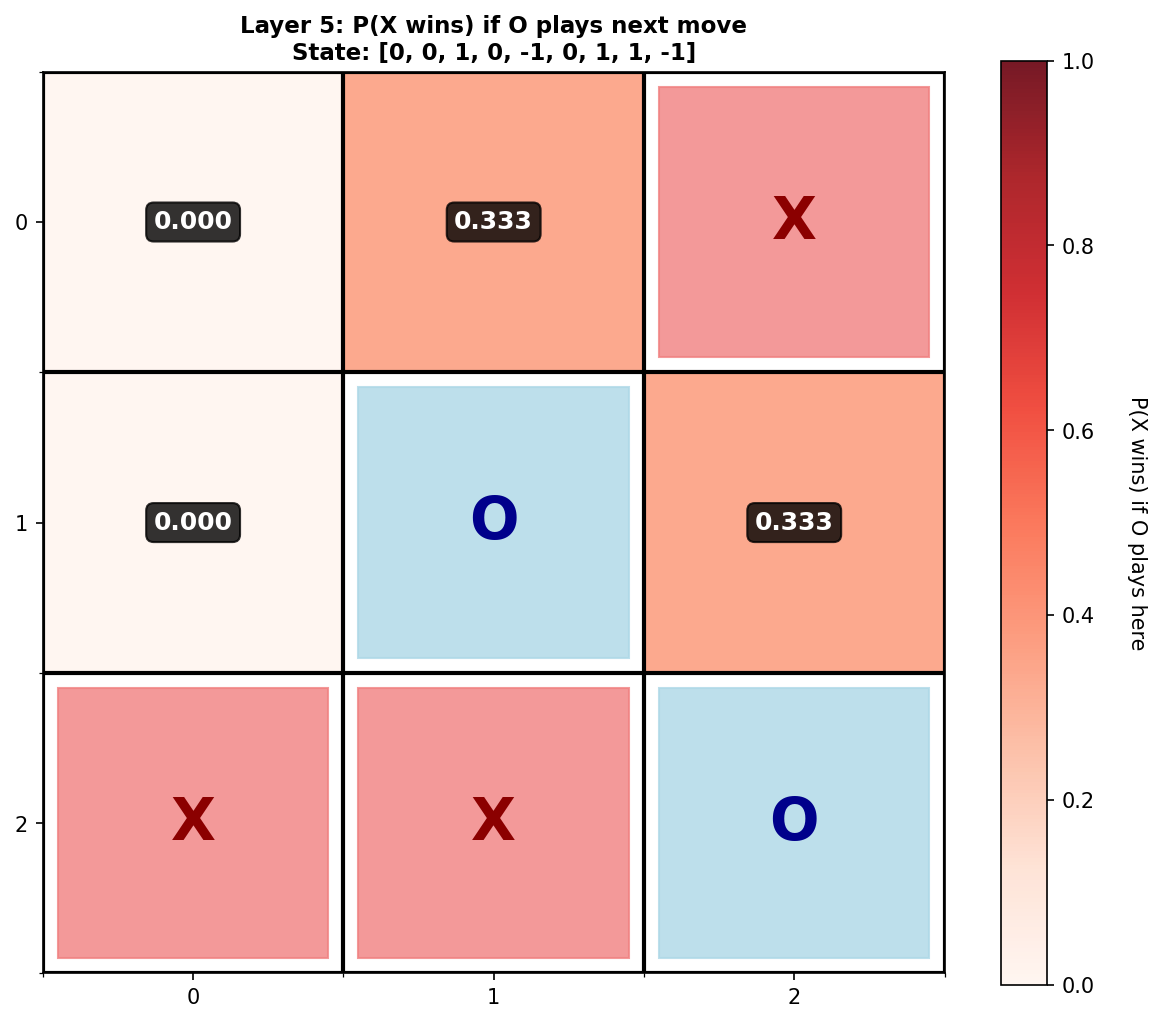 Layer 5: P(X wins) if O plays next move
State: [0, 0, 1, 0, -1, 0, 1, 1, -1]
0
0.000
0.333
X
1
0.000
O
0.333
2
X
X
O
0
1
2
1.0
0.8
0.6
0.4
0.2
0.0
P(X wins) if O plays here